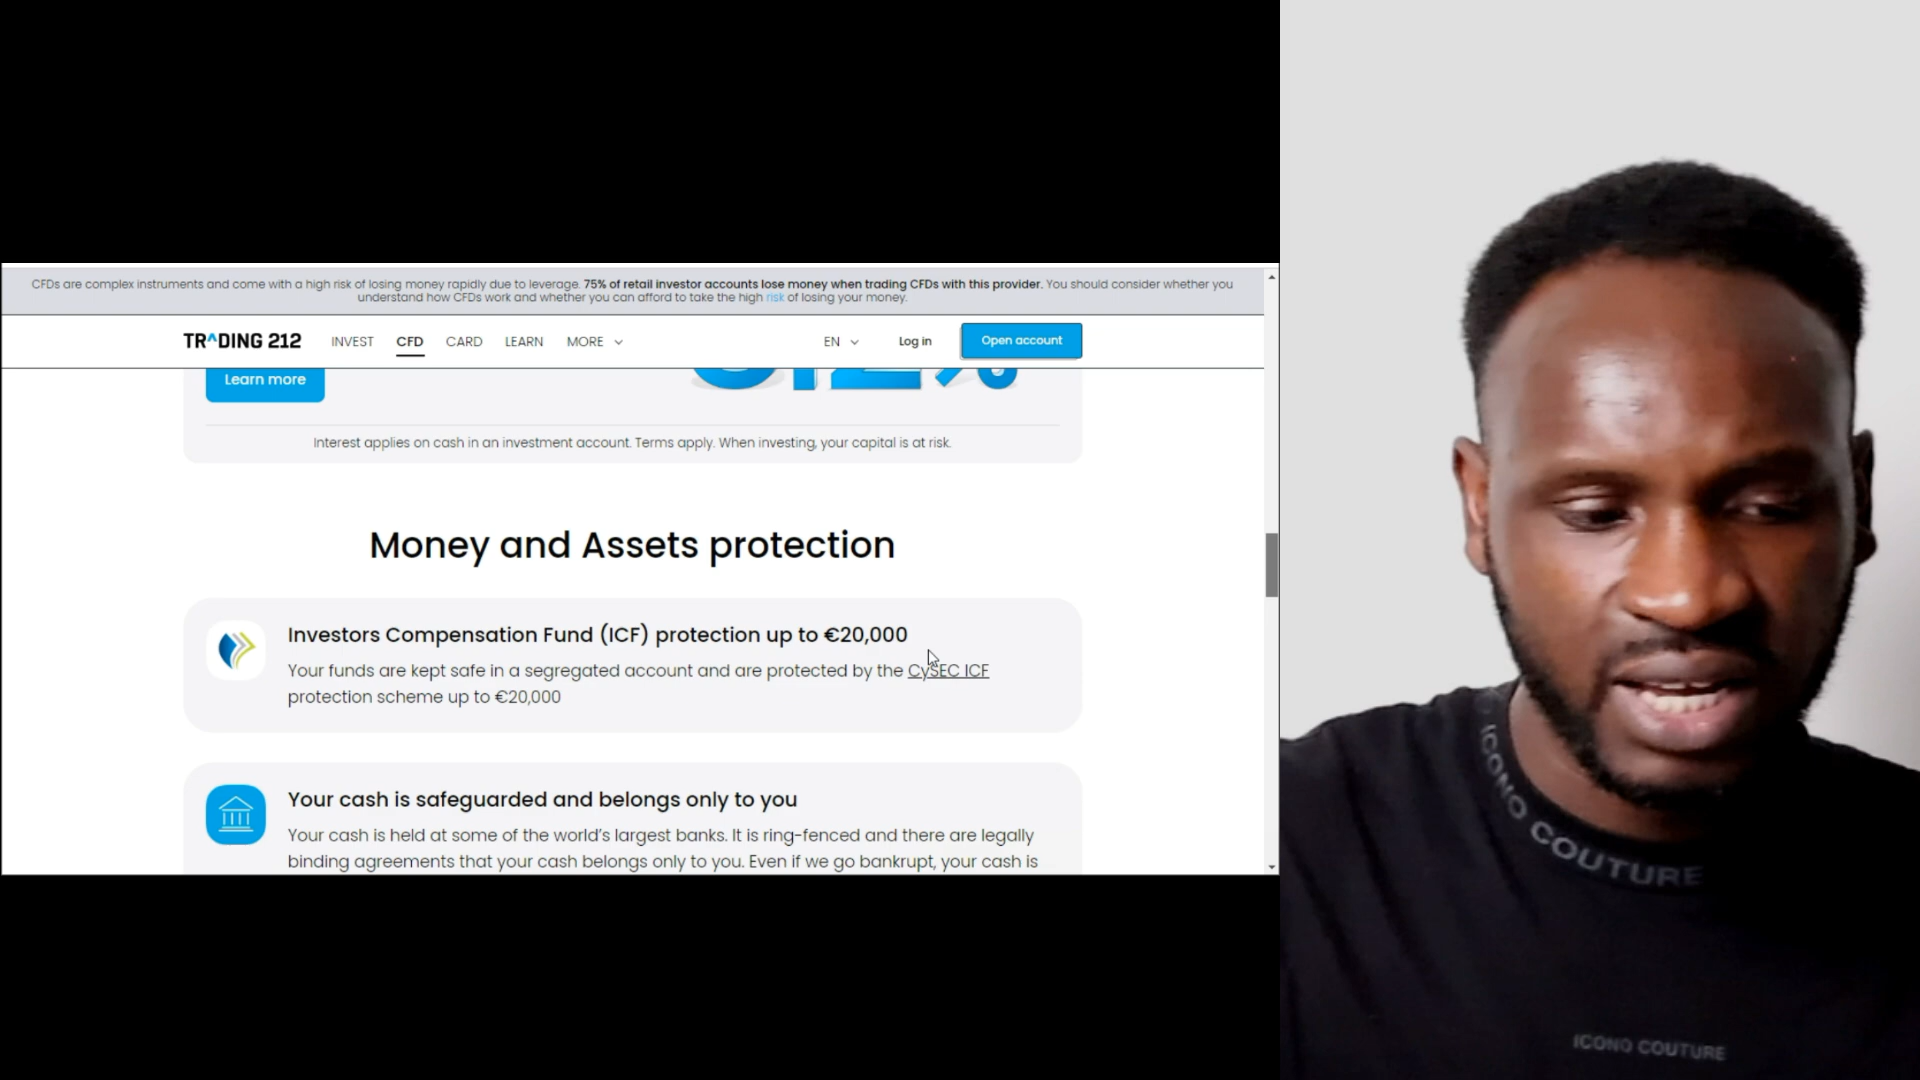 CFDs are complex instruments and come with a high risk of losing money rapidly due to leverage. 75% of retail investor accounts lose money when trading CFDs with this provider. You should consider whether you
understand how CFDs work and whether you can afford to take the high risk of losing your money.
TR^DING 212 INVEST CFD CARD LEARN MORE EN Log in Open account
Learn more
Interest applies on cash in an investment account. Terms apply. When investing, your capital is at risk.
Money and Assets protection
Investors Compensation Fund (ICF) protection up to €20,000
Your funds are kept safe in a segregated account and are protected by the CySEC ICF
protection scheme up to €20,000
Your cash is safeguarded and belongs only to you
Your cash is held at some of the world's largest banks. It is ring-fenced and there are legally
binding agreements that your cash belongs only to you. Even if we go bankrupt, your cash is
ICONO COUTURE
ICONO COUTURE